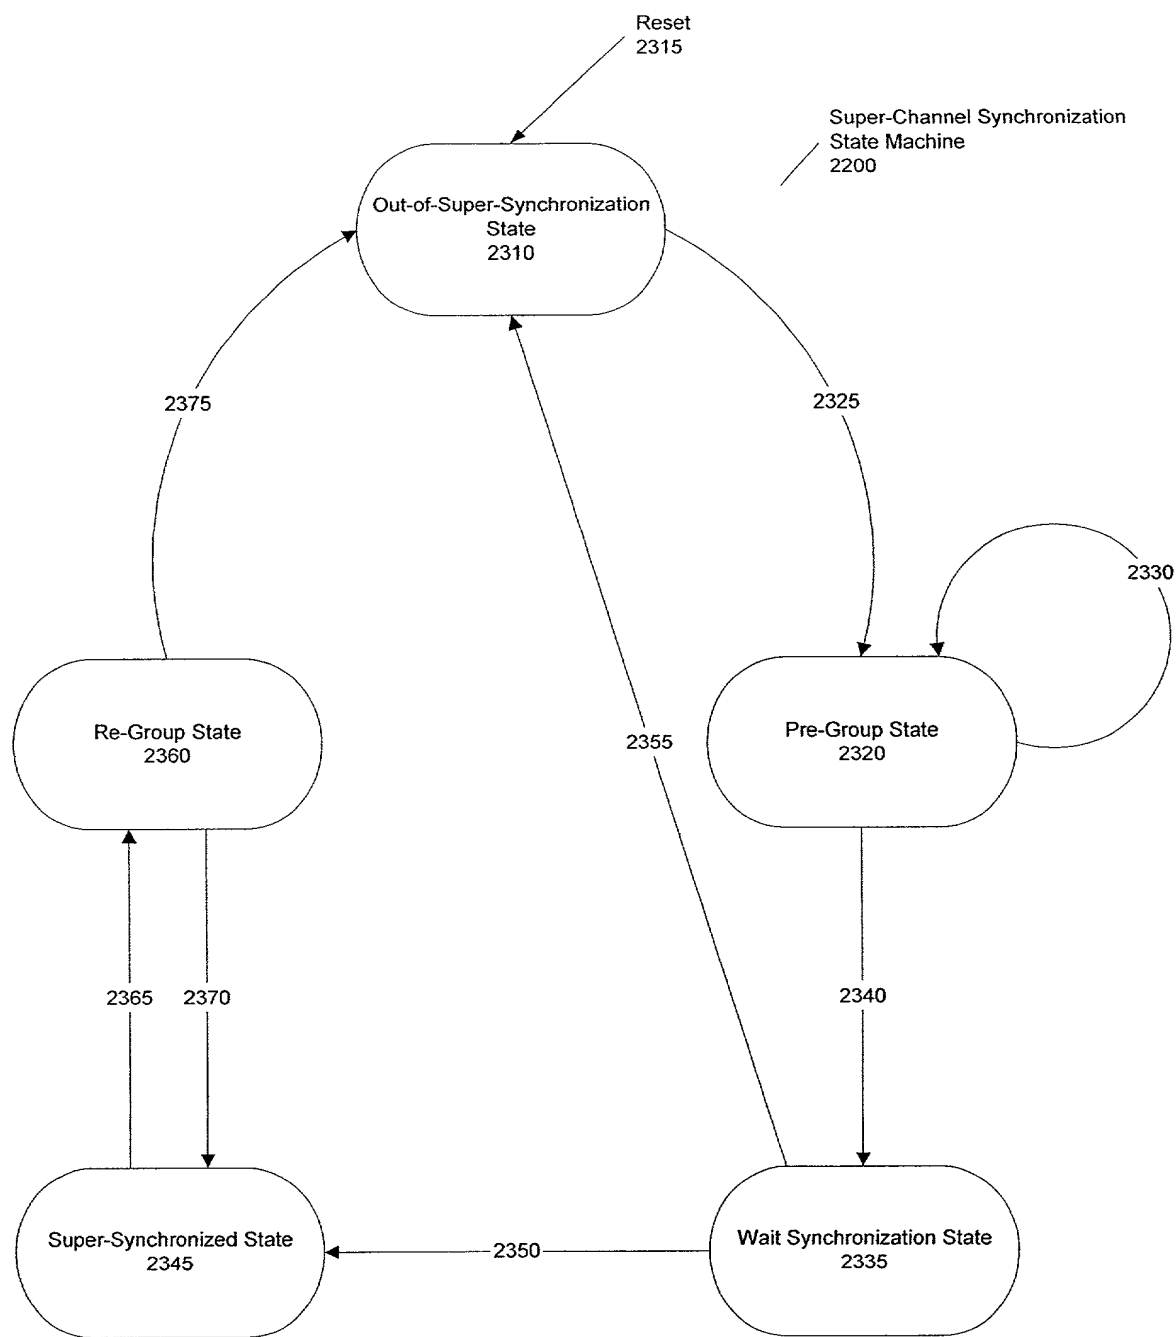 Reset
2315
Super-Channel Synchronization
State Machine
2200
Out-of-Super-Synchronization
State
2310
2375
2325
2330
Re-Group State
2360
2355
Pre-Group State
2320
2365
2370
2340
Super-Synchronized State
2345
2350
Wait Synchronization State
2335